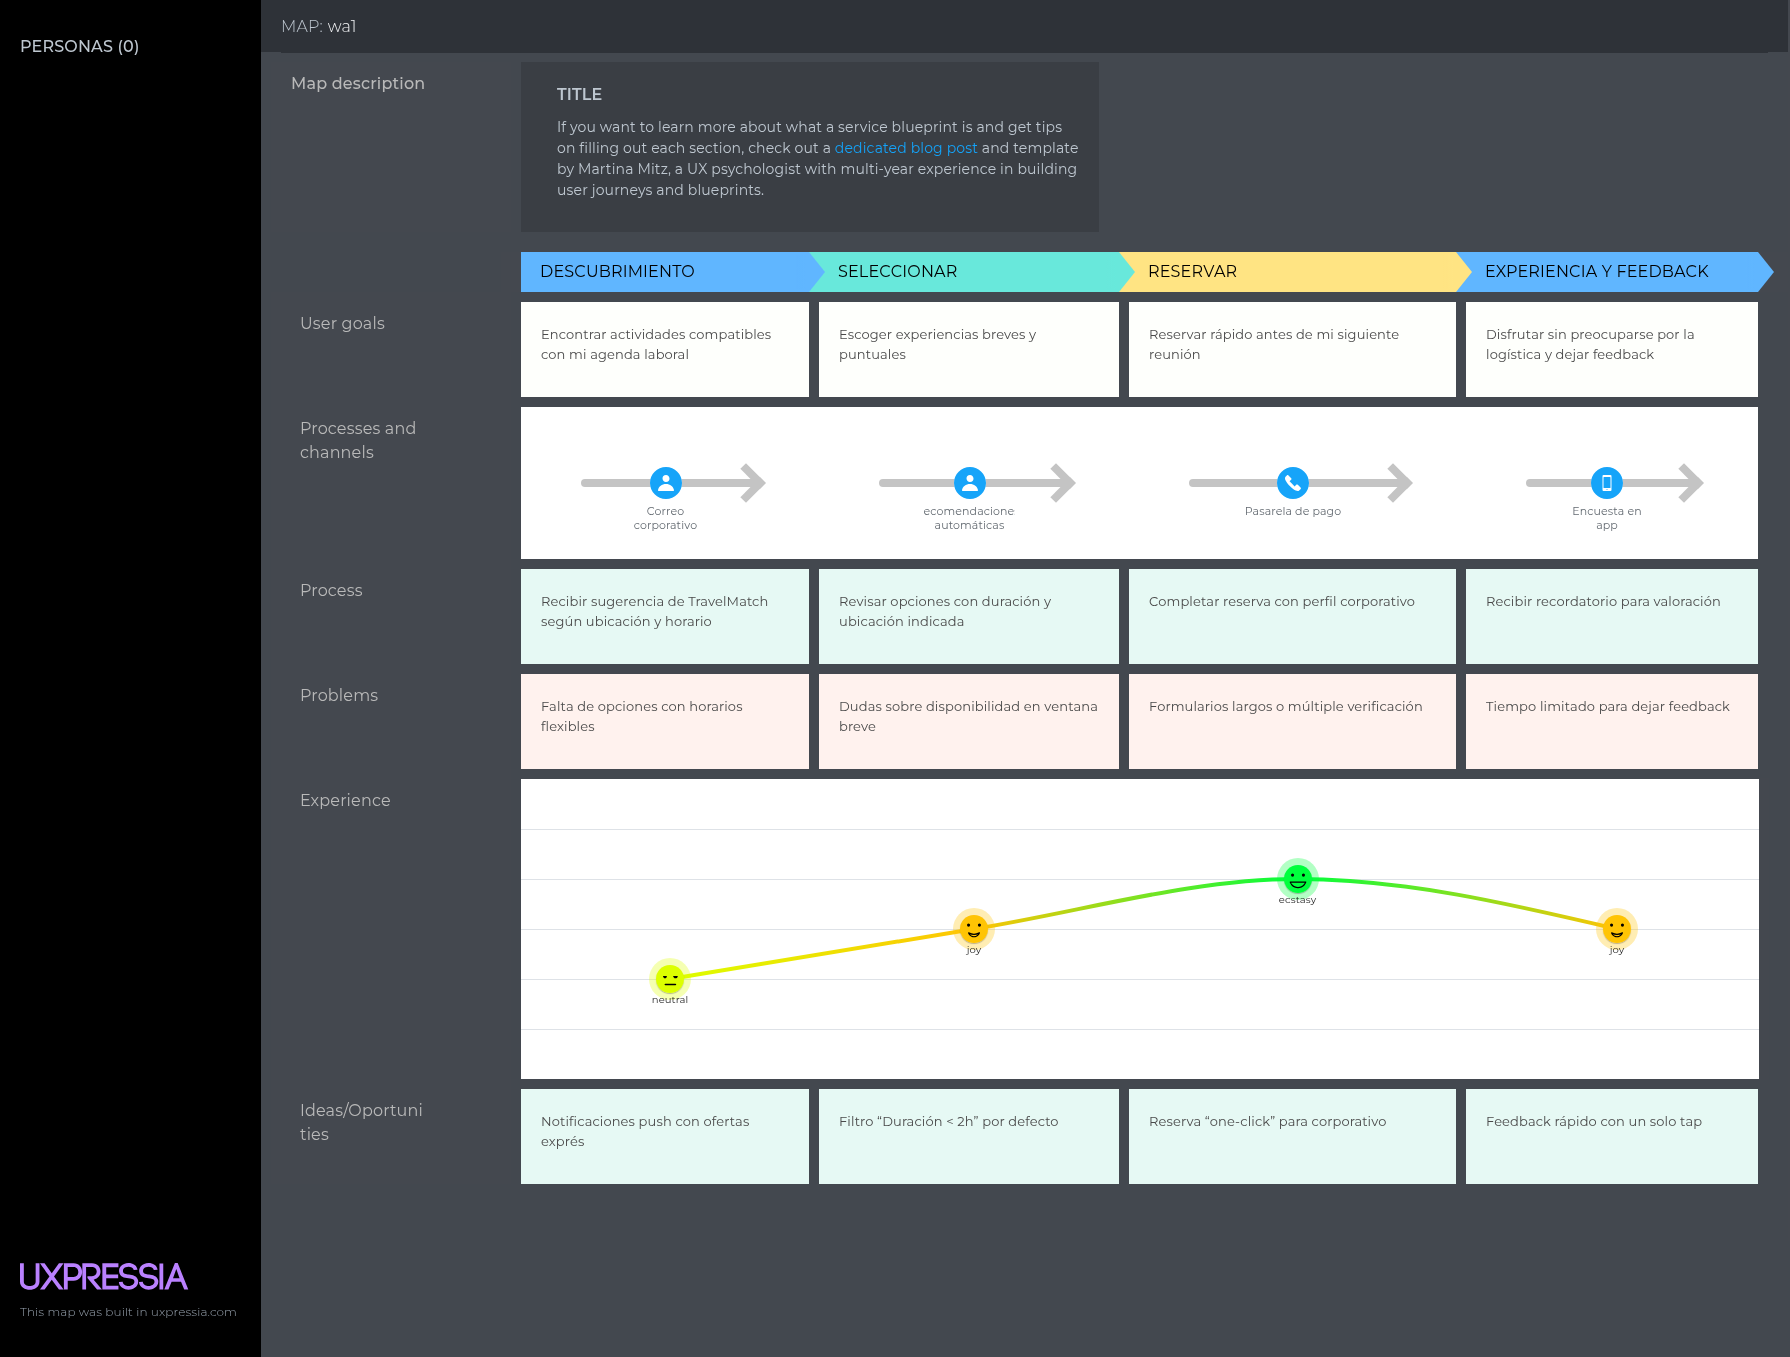 PERSONAS (0)
MAP: wa1
Map description
TITLE
If you want to learn more about what a service blueprint is and get tips
on filling out each section, check out a dedicated blog post and template
by Martina Mitz, a UX psychologist with multi-year experience in building
user journeys and blueprints.
DESCUBRIMIENTO
SELECCIONAR
RESERVAR
EXPERIENCIA Y FEEDBACK
User goals
Encontrar actividades compatibles
con mi agenda laboral
Escoger experiencias breves y
puntuales
Reservar rápido antes de mi siguiente
reunión
Disfrutar sin preocuparse por la
logística y dejar feedback
Processes and
channels
Correo
corporativo
ecomendacione
automáticas
Pasarela de pago
Encuesta en
app
Process
Recibir sugerencia de TravelMatch
según ubicación y horario
Revisar opciones con duración y
ubicación indicada
Completar reserva con perfil corporativo
Recibir recordatorio para valoración
Problems
Falta de opciones con horarios
flexibles
Dudas sobre disponibilidad en ventana
breve
Formularios largos o múltiple verificación
Tiempo limitado para dejar feedback
Experience
neutral
joy
ecstasy
joy
Ideas/Oportuni
ties
Notificaciones push con ofertas
exprés
Filtro “Duración < 2h” por defecto
Reserva “one-click” para corporativo
Feedback rápido con un solo tap
UXPRESSIA
This map was built in uxpressia.com